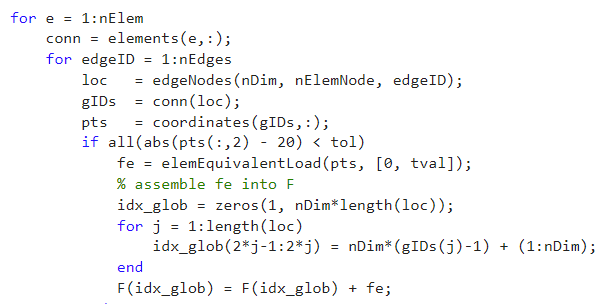 for e = 1:nElem
    conn = elements(e,:);
    for edgeID = 1:nEdges
        loc   = edgeNodes(nDim, nElemNode, edgeID);
        gIDs  = conn(loc);
        pts   = coordinates(gIDs,:);
        if all(abs(pts(:,2) - 20) < tol)
            fe = elemEquivalentLoad(pts, [0, tval]);
            % assemble fe into F
            idx_glob = zeros(1, nDim*length(loc));
            for j = 1:length(loc)
                idx_glob(2*j-1:2*j) = nDim*(gIDs(j)-1) + (1:nDim);
            end
            F(idx_glob) = F(idx_glob) + fe;